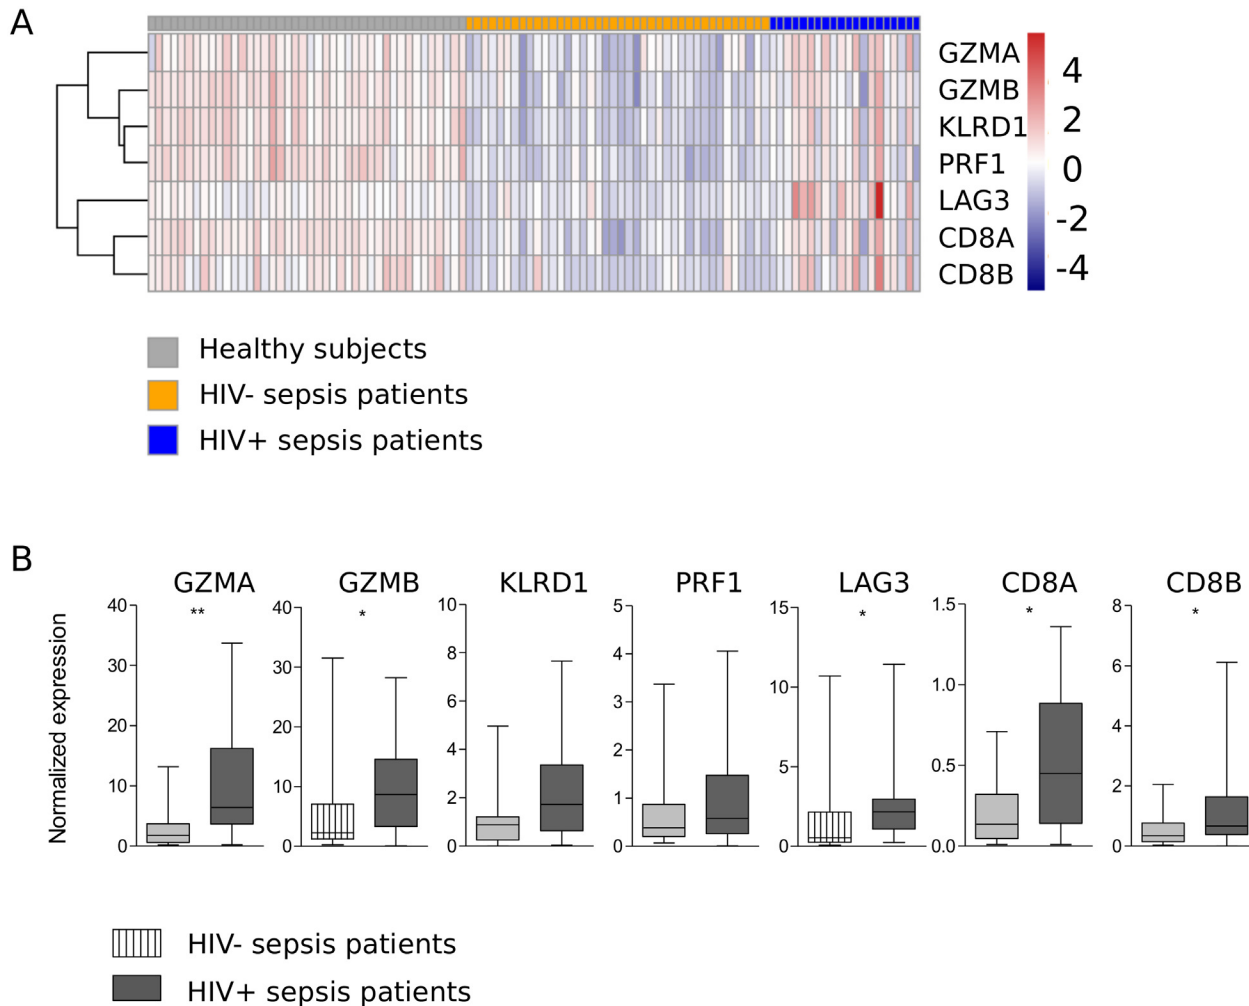 A
GZMA
GZMB
KLRD1
PRF1
LAG3
CD8A
CD8B
4
2
0
-2
-4
Healthy subjects
HIV- sepsis patients
HIV+ sepsis patients
B
GZMA GZMB KLRD1 PRF1 LAG3 CD8A CD8B
** * * * *
Normalized expression
40
30
20
10
0
40
30
20
10
0
10
8
6
4
2
0
5
4
3
2
1
0
15
10
5
0
1.5
1.0
0.5
0.0
8
6
4
2
0
HIV- sepsis patients
HIV+ sepsis patients